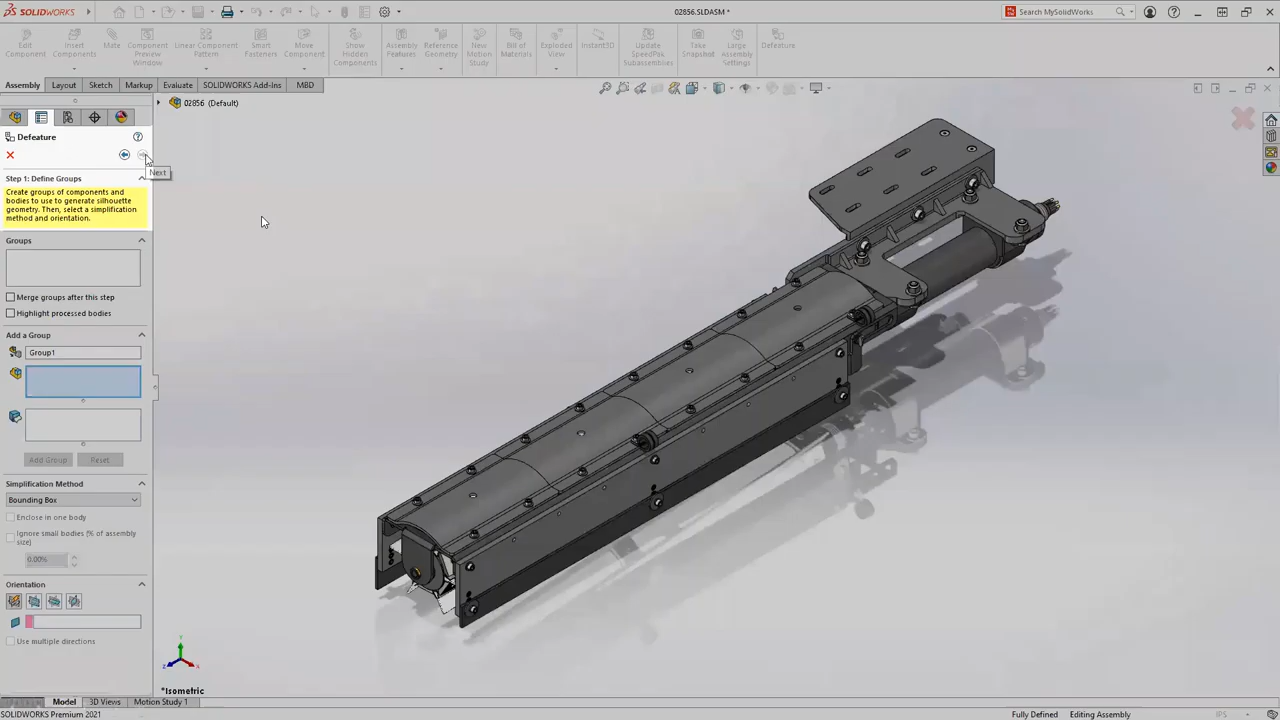 SOLIDWORKS
02856.SLDASM *
Search MySolidWorks
Edit
Component
Insert
Components
Mate
Component
Preview
Window
Linear Component
Pattern
Smart
Fasteners
Move
Component
Show
Hidden
Components
Assembly
Features
Reference
Geometry
New
Motion
Study
Bill of
Materials
Exploded
View
Instant3D
Update
SpeedPak
Subassemblies
Take
Snapshot
Large
Assembly
Settings
Defeature
Assembly
Layout
Sketch
Markup
Evaluate
SOLIDWORKS Add-Ins
MBD
02856 (Default)
Defeature
Next
Step 1: Define Groups
Create groups of components and
bodies to use to generate silhouette
geometry. Then, select a simplification
method and orientation.
Groups
Merge groups after this step
Highlight processed bodies
Add a Group
Group1
Add Group
Reset
Simplification Method
Bounding Box
Enclose in one body
Ignore small bodies (% of assembly
size)
0.00%
Orientation
Use multiple directions
Y
Z
X
*Isometric
Model
3D Views
Motion Study 1
SOLIDWORKS Premium 2021
Fully Defined
Editing Assembly
IPS